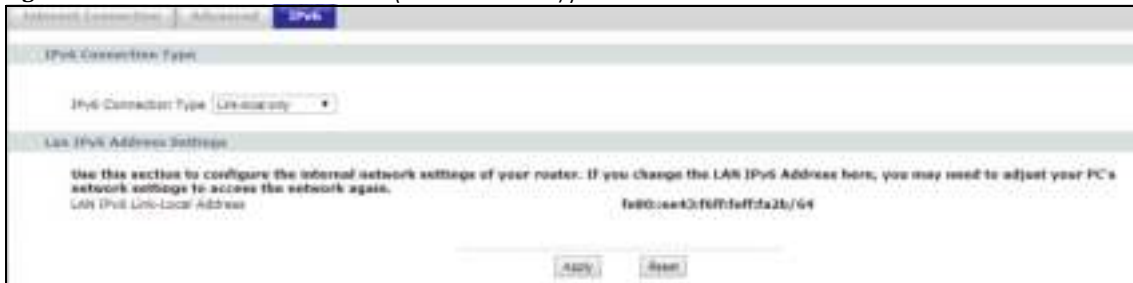 Internet Connection Advanced IPv6
IPv6 Connection Type
IPv6 Connection Type Link-local only
Lan IPv6 Address Settings
Use this section to configure the internal network settings of your router. If you change the LAN IPv6 Address here, you may need to adjust your PC's
network settings to access the network again.
LAN IPv6 Link-Local Address
Apply Reset